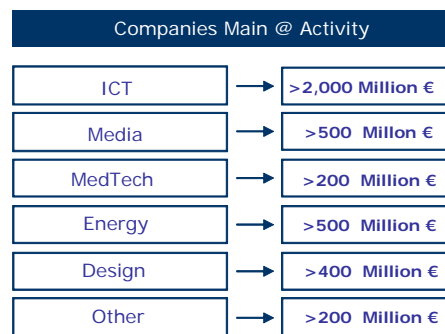 Companies Main @ Activity
ICT >2,000 Million €
Media >500 Millon €
MedTech >200 Million €
Energy >500 Million €
Design >400 Million €
Other >200 Million €